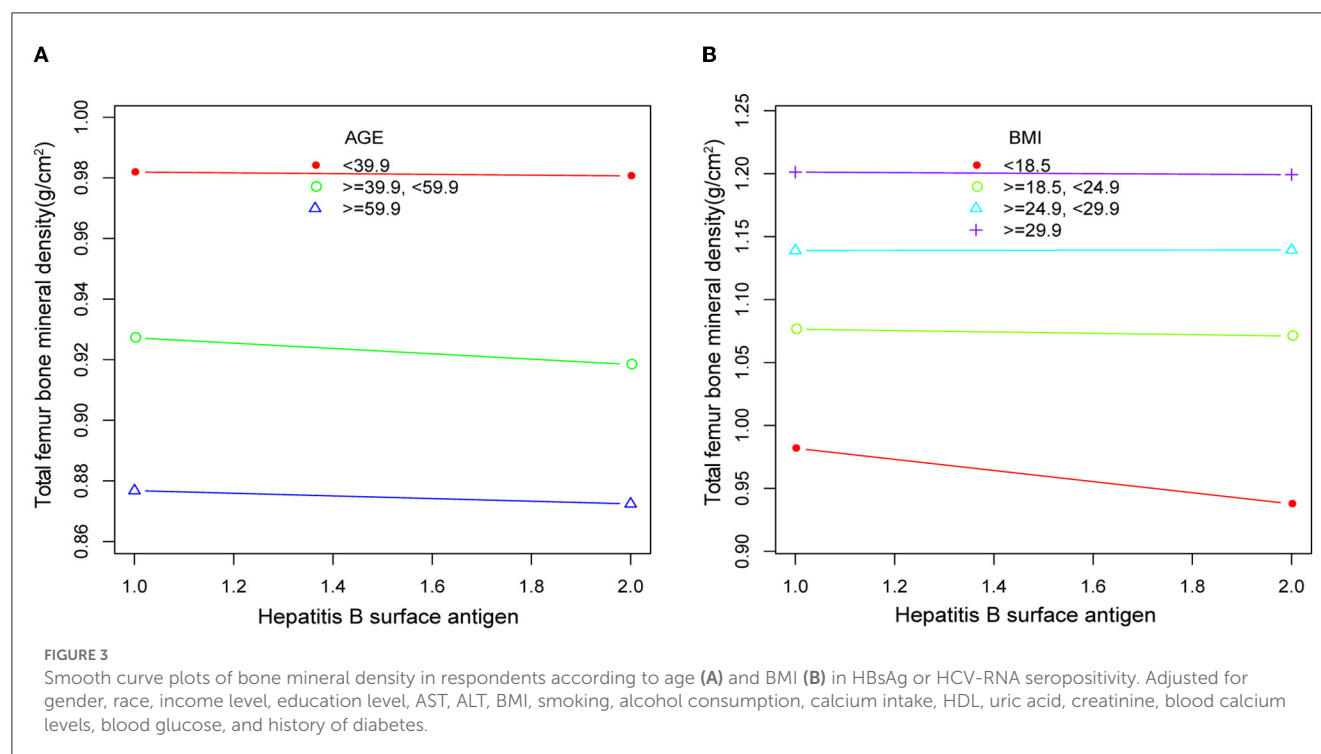 A
B
Total femur bone mineral density(g/cm²)
1.00
0.98
0.96
0.94
0.92
0.90
0.88
0.86
AGE
<39.9
>=39.9, <59.9
>=59.9
1.0 1.2 1.4 1.6 1.8 2.0
Hepatitis B surface antigen
Total femur bone mineral density(g/cm²)
1.25
1.20
1.15
1.10
1.05
1.00
0.95
0.90
BMI
<18.5
>=18.5, <24.9
>=24.9, <29.9
>=29.9
1.0 1.2 1.4 1.6 1.8 2.0
Hepatitis B surface antigen
FIGURE 3
Smooth curve plots of bone mineral density in respondents according to age (A) and BMI (B) in HBsAg or HCV-RNA seropositivity. Adjusted for
gender, race, income level, education level, AST, ALT, BMI, smoking, alcohol consumption, calcium intake, HDL, uric acid, creatinine, blood calcium
levels, blood glucose, and history of diabetes.